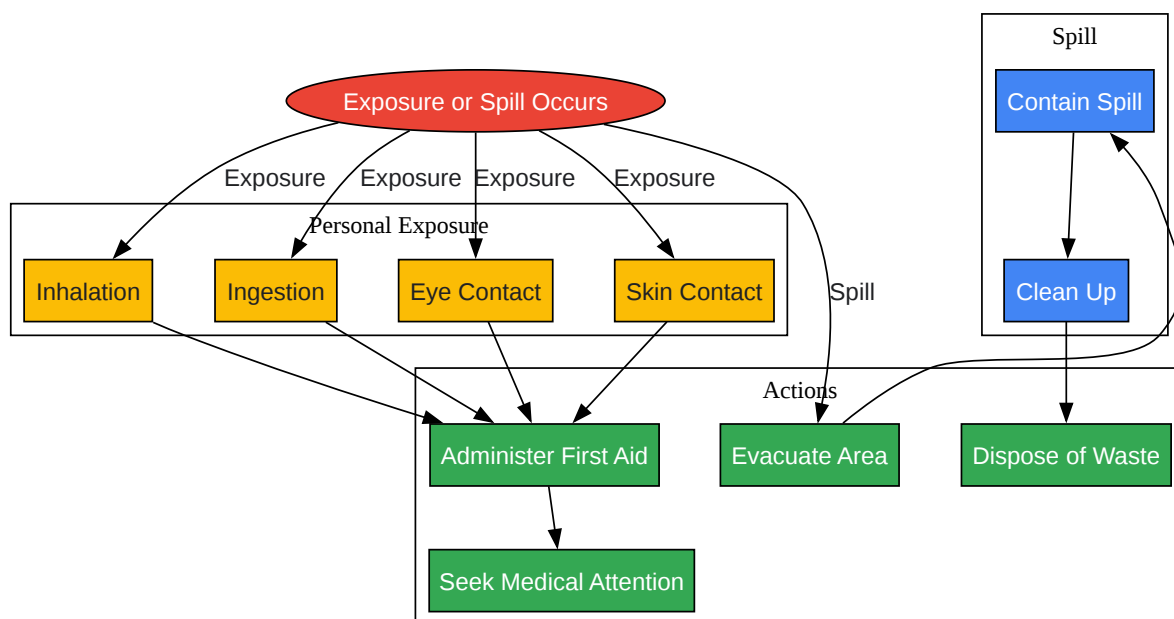 Spill
Contain Spill
Exposure or Spill Occurs
Exposure
Exposure
Exposure
Exposure
Personal Exposure
Inhalation
Ingestion
Eye Contact
Skin Contact
Spill
Clean Up
Actions
Administer First Aid
Evacuate Area
Dispose of Waste
Seek Medical Attention